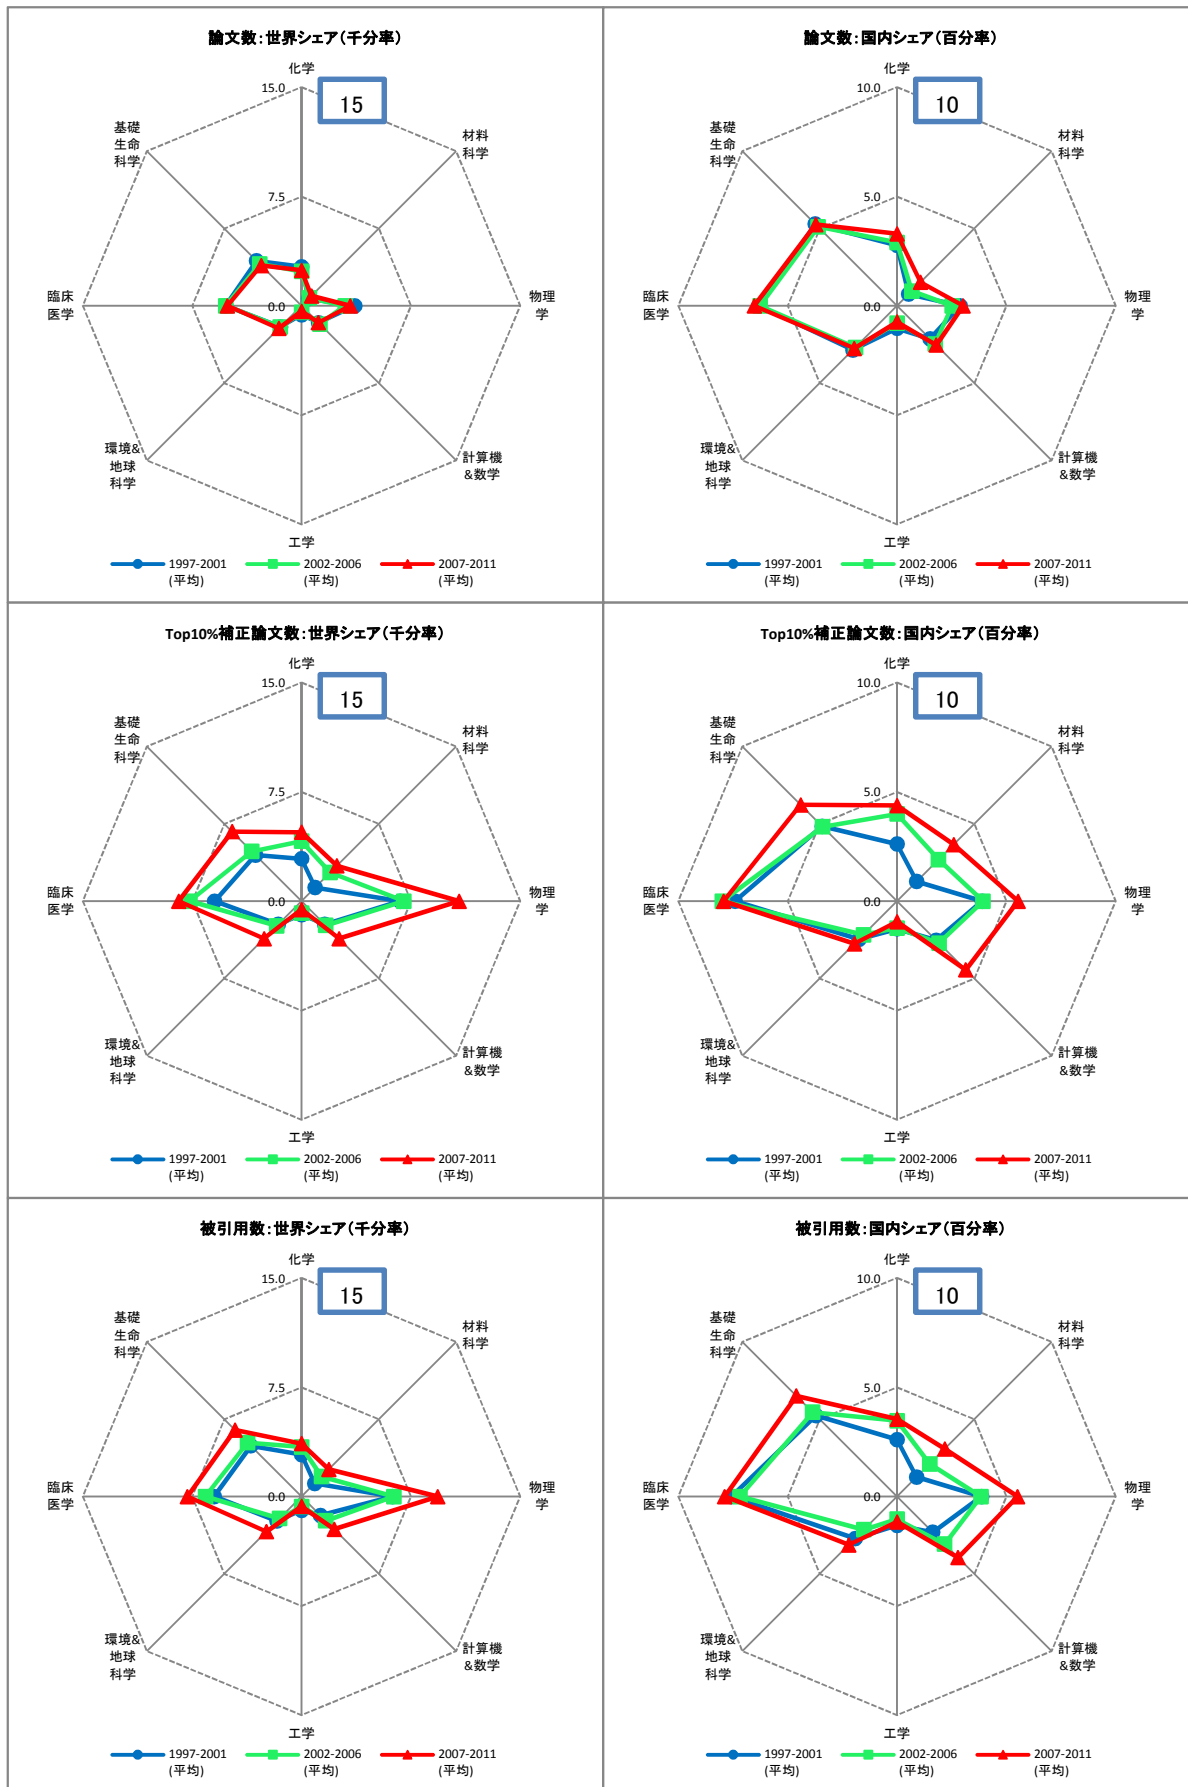 論文数：世界シェア（千分率）
化学
15.0
15
基礎
生命
科学
材料
科学
7.5
臨床
医学
0.0
物理
学
環境&
地球
科学
計算機
&数学
工学
1997-2001
(平均)
2002-2006
(平均)
2007-2011
(平均)
論文数：国内シェア（百分率）
化学
10.0
10
基礎
生命
科学
材料
科学
5.0
臨床
医学
0.0
物理
学
環境&
地球
科学
計算機
&数学
工学
1997-2001
(平均)
2002-2006
(平均)
2007-2011
(平均)
Top10%補正論文数：世界シェア（千分率）
化学
15.0
15
基礎
生命
科学
材料
科学
7.5
臨床
医学
0.0
物理
学
環境&
地球
科学
計算機
&数学
工学
1997-2001
(平均)
2002-2006
(平均)
2007-2011
(平均)
Top10%補正論文数：国内シェア（百分率）
化学
10.0
10
基礎
生命
科学
材料
科学
5.0
臨床
医学
0.0
物理
学
環境&
地球
科学
計算機
&数学
工学
1997-2001
(平均)
2002-2006
(平均)
2007-2011
(平均)
被引用数：世界シェア（千分率）
化学
15.0
15
基礎
生命
科学
材料
科学
7.5
臨床
医学
0.0
物理
学
環境&
地球
科学
計算機
&数学
工学
1997-2001
(平均)
2002-2006
(平均)
2007-2011
(平均)
被引用数：国内シェア（百分率）
化学
10.0
10
基礎
生命
科学
材料
科学
5.0
臨床
医学
0.0
物理
学
環境&
地球
科学
計算機
&数学
工学
1997-2001
(平均)
2002-2006
(平均)
2007-2011
(平均)